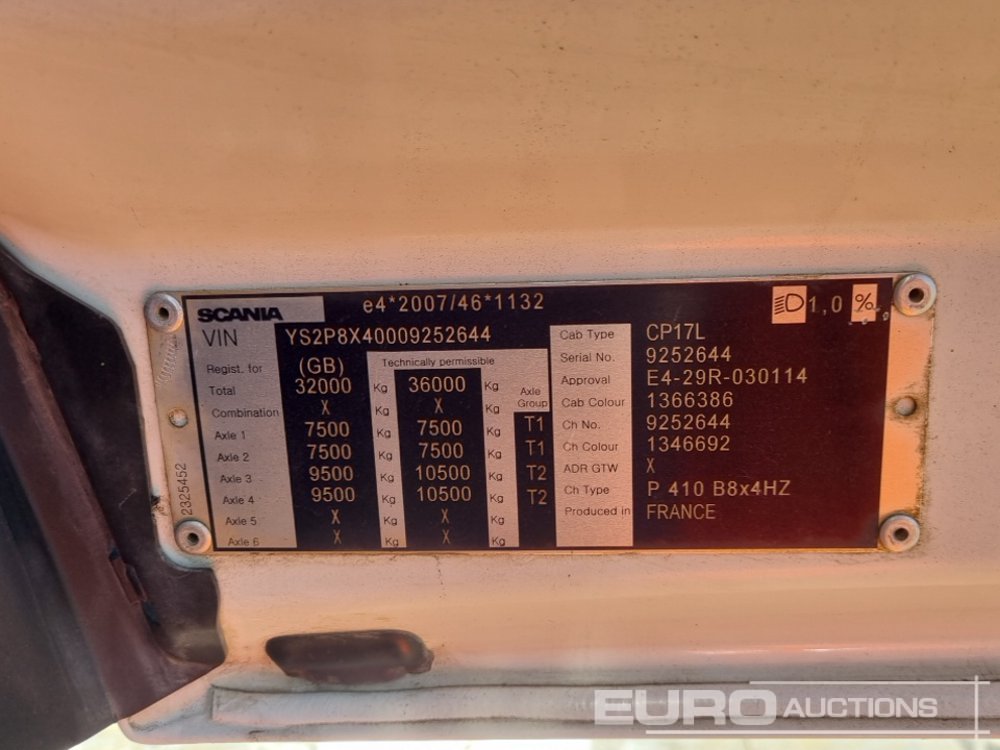 SCANIA e4*2007/46*1132 1,0 %
VIN YS2P8X40009252644
Regist. for (GB) Technically permissible
Total 32000 Kg 36000 Kg Axle Group
Combination X Kg X Kg
Axle 1 7500 Kg 7500 Kg T1
Axle 2 7500 Kg 7500 Kg T1
Axle 3 9500 Kg 10500 Kg T2
Axle 4 9500 Kg 10500 Kg T2
Axle 5 X Kg X Kg
Axle 6 X Kg X Kg
Cab Type CP17L
Serial No. 9252644
Approval E4-29R-030114
Cab Colour 1366386
Ch No. 9252644
Ch Colour 1346692
ADR GTW X
Ch Type P 410 B8x4HZ
Produced in FRANCE
2325452
EURO AUCTIONS